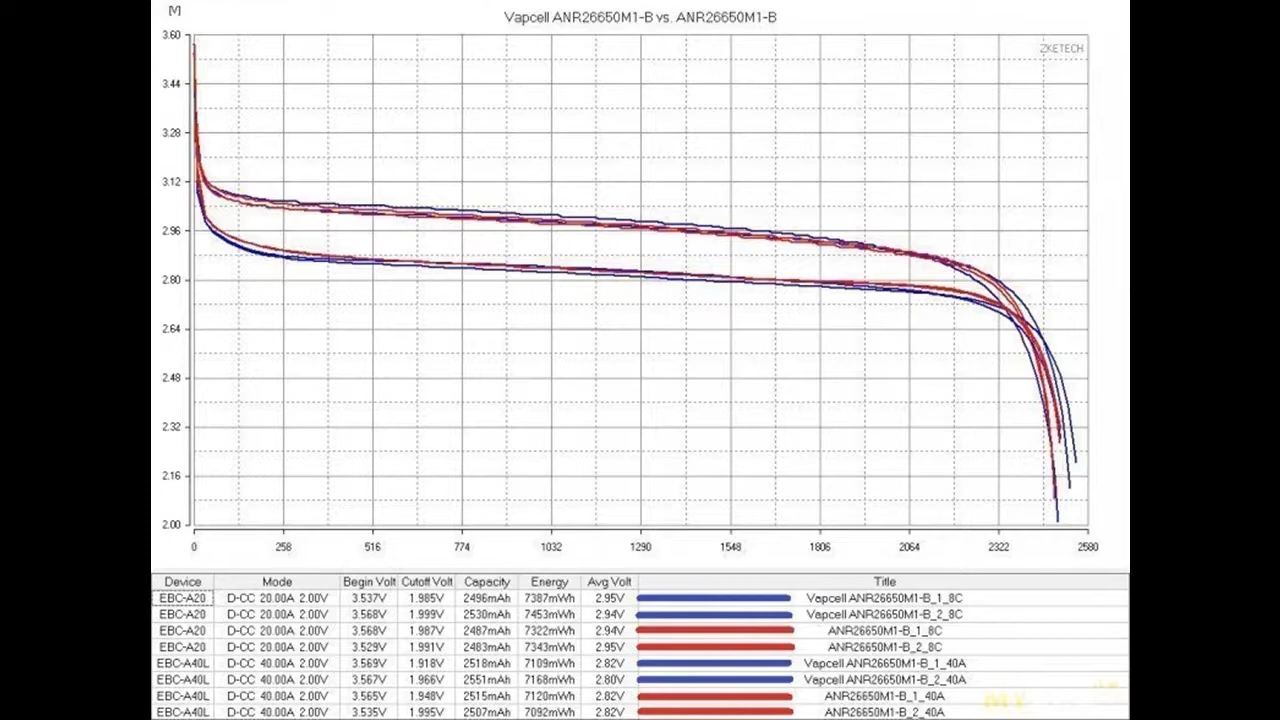 [V]
Vapcell ANR26650M1-B vs. ANR26650M1-B
ZKETECH
3.60
3.44
3.28
3.12
2.96
2.80
2.64
2.48
2.32
2.16
2.00
0 258 516 774 1032 1290 1548 1806 2064 2322 2580
Device Mode Begin Volt Cutoff Volt Capacity Energy Avg Volt Title
EBC-A20 D-CC 20.00A 2.00V 3.537V 1.985V 2496mAh 7387mWh 2.95V Vapcell ANR26650M1-B_1_8C
EBC-A20 D-CC 20.00A 2.00V 3.568V 1.999V 2530mAh 7453mWh 2.94V Vapcell ANR26650M1-B_2_8C
EBC-A20 D-CC 20.00A 2.00V 3.568V 1.987V 2487mAh 7322mWh 2.94V ANR26650M1-B_1_8C
EBC-A20 D-CC 20.00A 2.00V 3.529V 1.991V 2483mAh 7343mWh 2.95V ANR26650M1-B_2_8C
EBC-A40L D-CC 40.00A 2.00V 3.569V 1.918V 2518mAh 7109mWh 2.82V Vapcell ANR26650M1-B_1_40A
EBC-A40L D-CC 40.00A 2.00V 3.567V 1.966V 2551mAh 7168mWh 2.80V Vapcell ANR26650M1-B_2_40A
EBC-A40L D-CC 40.00A 2.00V 3.565V 1.948V 2515mAh 7120mWh 2.82V ANR26650M1-B_1_40A
EBC-A40L D-CC 40.00A 2.00V 3.535V 1.995V 2507mAh 7092mWh 2.82V ANR26650M1-B_2_40A